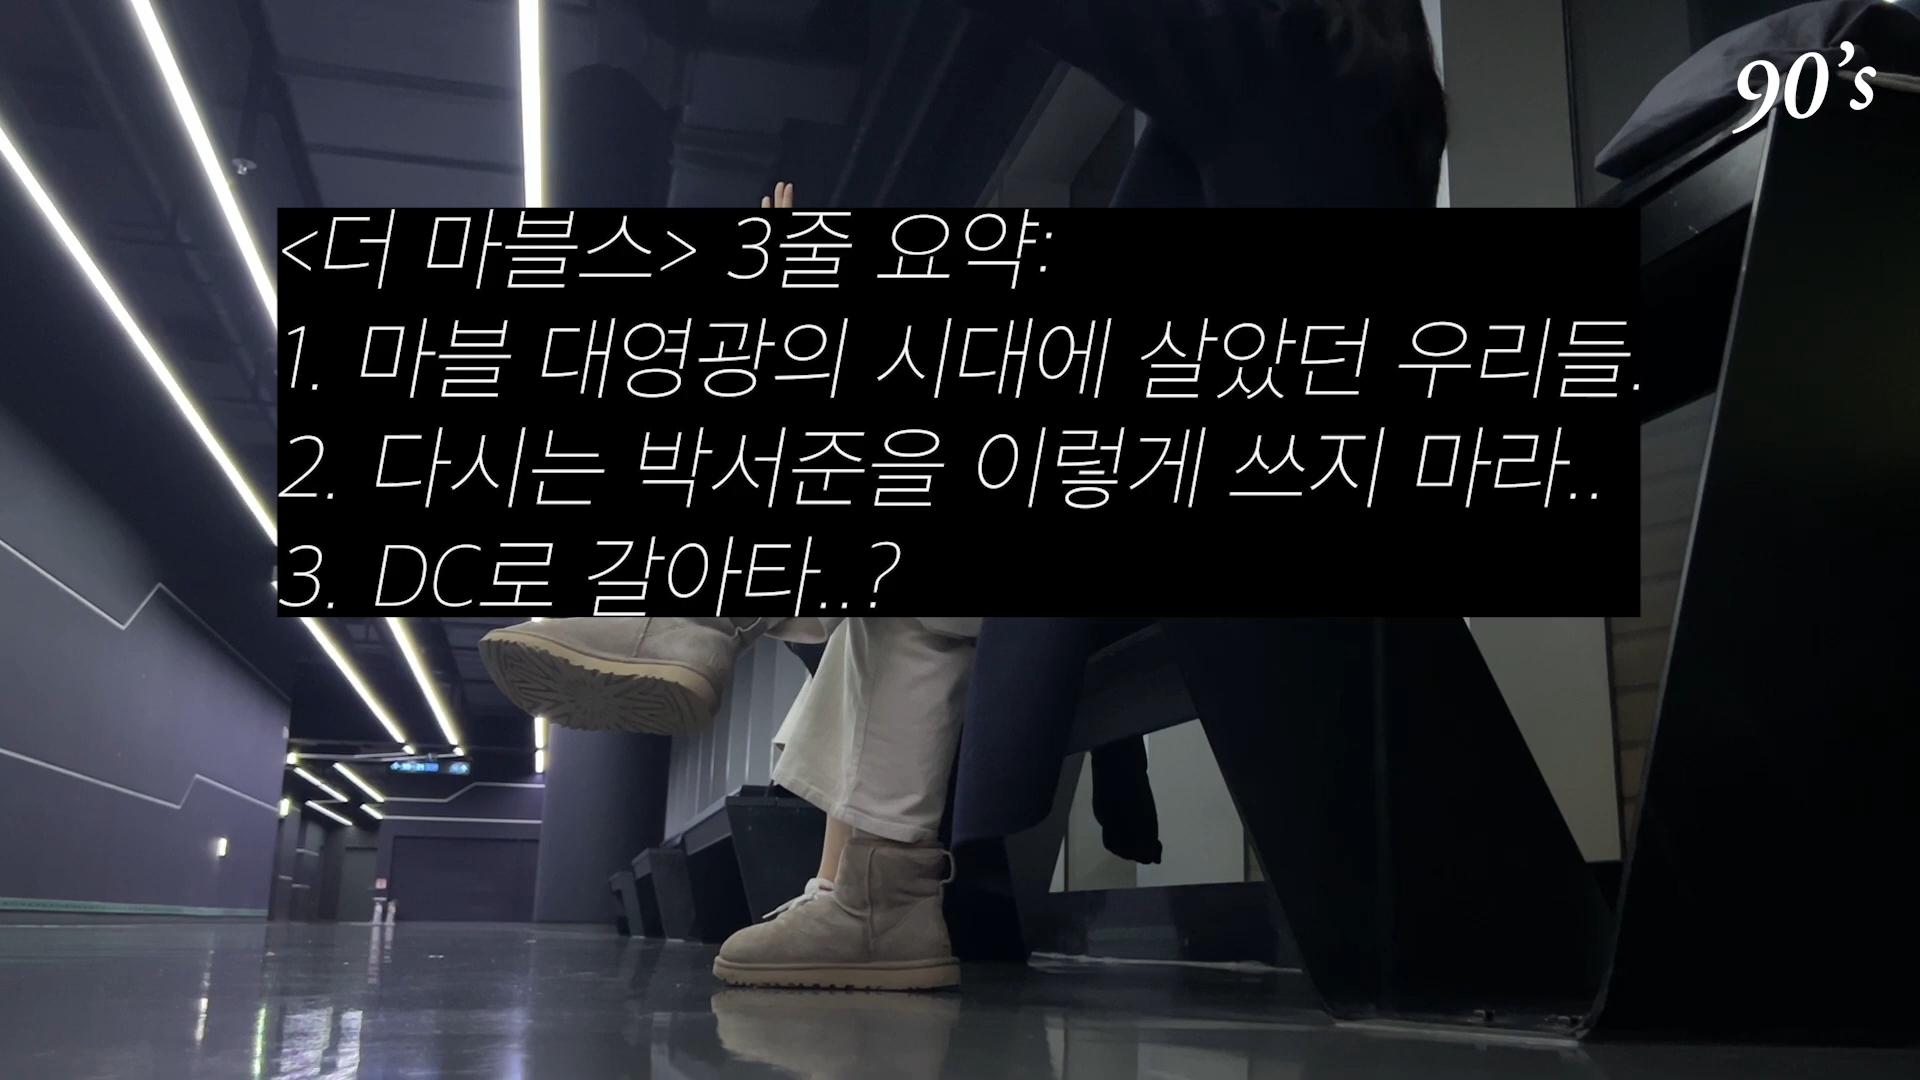 90's
<더 마블스> 3줄 요약:
1. 마블 대영광의 시대에 살았던 우리들.
2. 다시는 박서준을 이렇게 쓰지 마라..
3. DC로 갈아타..?